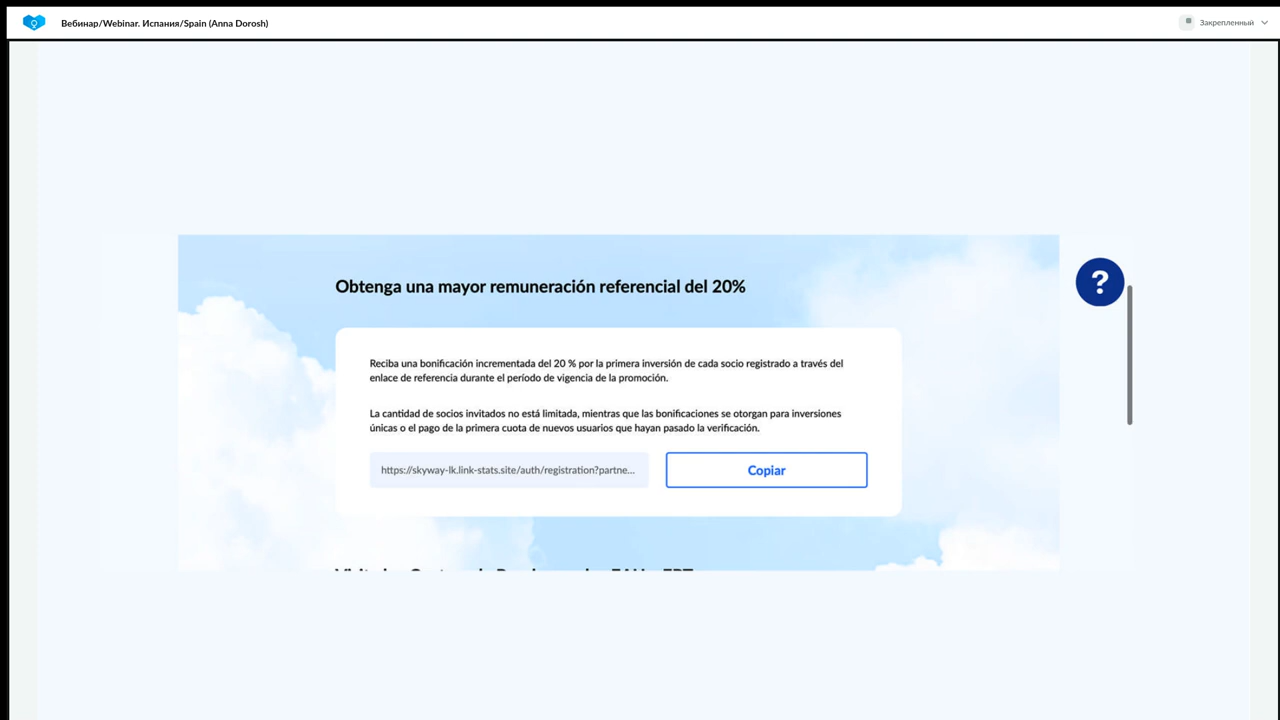 Вебинар/Webinar. Испания/Spain (Anna Dorosh)
Закрепленный
Obtenga una mayor remuneración referencial del 20%
?
Reciba una bonificación incrementada del 20 % por la primera inversión de cada socio registrado a través del
enlace de referencia durante el período de vigencia de la promoción.
La cantidad de socios invitados no está limitada, mientras que las bonificaciones se otorgan para inversiones
únicas o el pago de la primera cuota de nuevos usuarios que hayan pasado la verificación.
https://skyway-lk.link-stats.site/auth/registration?partne...
Copiar